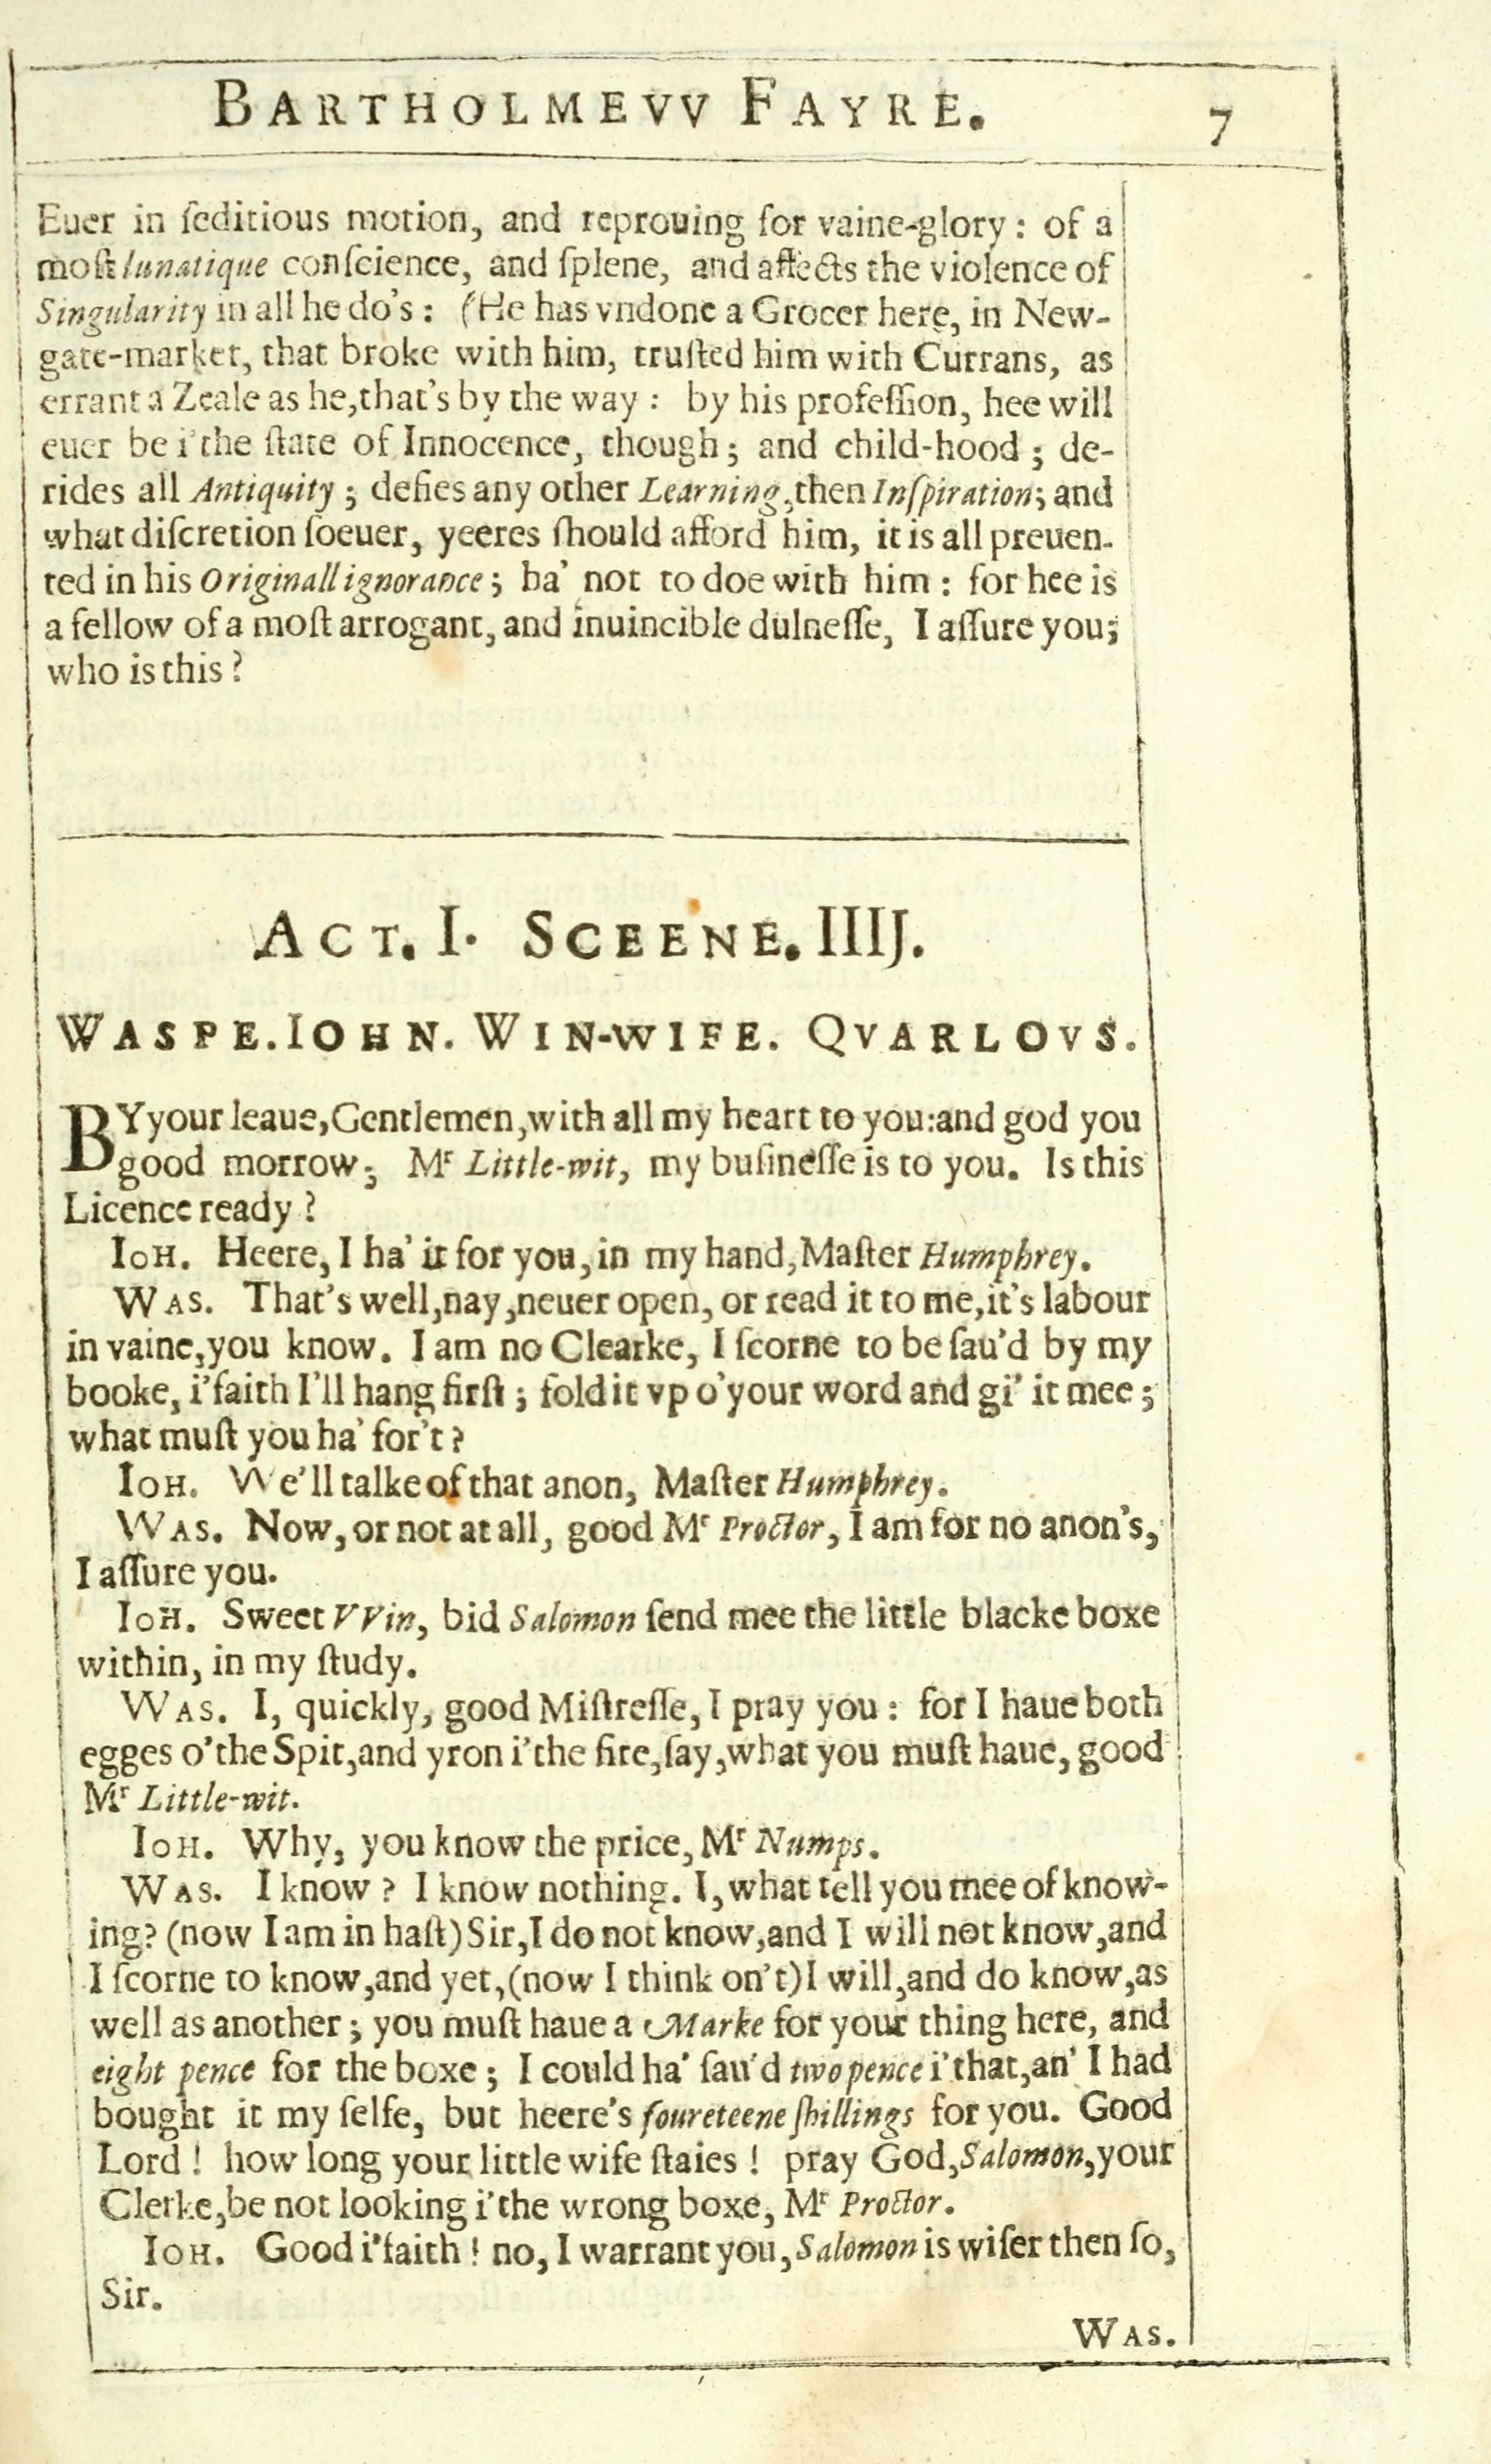 BARTHOLMEVV FAYRE. 7
Euer in ſeditious motion, and reprouing for vaine-glory: of a
moſt lunatique conſcience, and ſplene, and affects the violence of
Singularity in all he do's: (He has vndone a Grocer here, in New-
gate-market, that broke with him, truſted him with Currans, as
errant a Zeale as he, that's by the way: by his profeſſion, hee will
euer be i'the ſtate of Innocence, though; and child-hood; de-
rides all Antiquity; defies any other Learning, then Inſpiration; and
what diſcretion ſoeuer, yeeres ſhould afford him, it is all preuen-
ted in his Originall ignorance; ha' not to doe with him: for hee is
a fellow of a moſt arrogant, and inuincible dulneſſe, I aſſure you;
who is this?
ACT. I. SCEENE. IIIJ.
WASPE. IOHN. WIN-WIFE. QVARLOVS.
BY your leaue, Gentlemen, with all my heart to you: and god you
good morrow; Mr Little-wit, my buſineſſe is to you. Is this
Licence ready?
IOH. Heere, I ha' it for you, in my hand, Maſter Humphrey.
WAS. That's well, nay, neuer open, or read it to me, it's labour
in vaine, you know. I am no Clearke, I ſcorne to be ſau'd by my
booke, i'faith I'll hang firſt; fold it vp o'your word and gi' it mee;
what muſt you ha' for't?
IOH. VVe'll talke of that anon, Maſter Humphrey.
WAS. Now, or not at all, good Mr Proctor, I am for no anon's,
I aſſure you.
IOH. Sweet VVin, bid Salomon ſend mee the little blacke boxe
within, in my ſtudy.
WAS. I, quickly, good Miſtreſſe, I pray you: for I haue both
egges o'the Spit, and yron i'the fire, ſay, what you muſt haue, good
Mr Little-wit.
IOH. Why, you know the price, Mr Numps.
WAS. I know? I know nothing. I, what tell you mee of know-
ing? (now I am in haſt) Sir, I do not know, and I will not know, and
I ſcorne to know, and yet, (now I think on't) I will, and do know, as
well as another; you muſt haue a Marke for your thing here, and
eight pence for the boxe; I could ha' ſau'd two pence i'that, an' I had
bought it my ſelfe, but heere's foureteene ſhillings for you. Good
Lord! how long your little wife ſtaies! pray God, Salomon, your
Clerke, be not looking i'the wrong boxe, Mr Proctor.
IOH. Good i'faith! no, I warrant you, Salomon is wiſer then ſo,
Sir.
WAS.